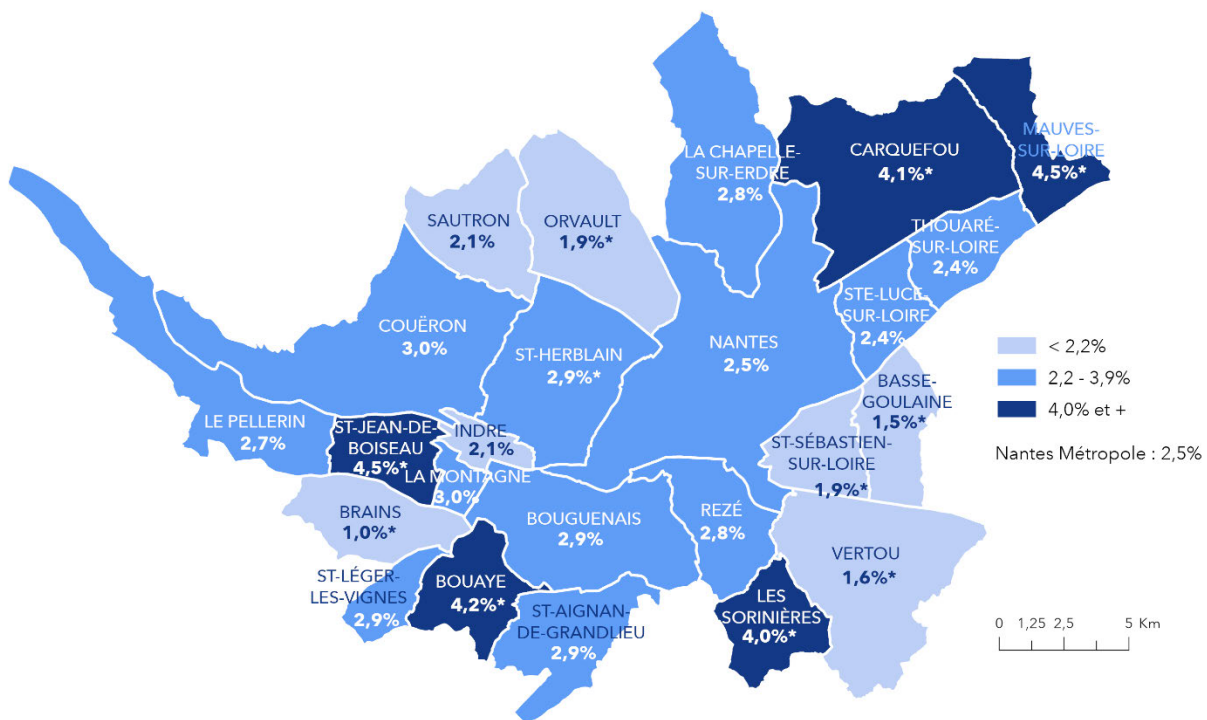 LA CHAPELLE-
SUR-ERDRE
2,8%
CARQUEFOU
4,1%*
MAUVES-
SUR-LOIRE
4,5%*
SAUTRON
2,1%
ORVAULT
1,9%*
THOUARÉ-
SUR-LOIRE
2,4%
STE-LUCE-
SUR-LOIRE
2,4%
COUËRON
3,0%
ST-HERBLAIN
2,9%*
NANTES
2,5%
< 2,2%
2,2 - 3,9%
4,0% et +
Nantes Métropole : 2,5%
BASSE-
GOULAINE
1,5%*
LE PELLERIN
2,7%
ST-JEAN-DE-
BOISEAU
4,5%*
INDRE
2,1%
ST-SÉBASTIEN-
SUR-LOIRE
1,9%*
LA MONTAGNE
3,0%
BRAINS
1,0%*
BOUGUENAIS
2,9%
REZÉ
2,8%
VERTOU
1,6%*
ST-LÉGER-
LES-VIGNES
2,9%
BOUAYE
4,2%*
ST-AIGNAN-
DE-GRANDLIEU
2,9%
LES
SORINIÈRES
4,0%*
0 1,25 2,5 5 Km